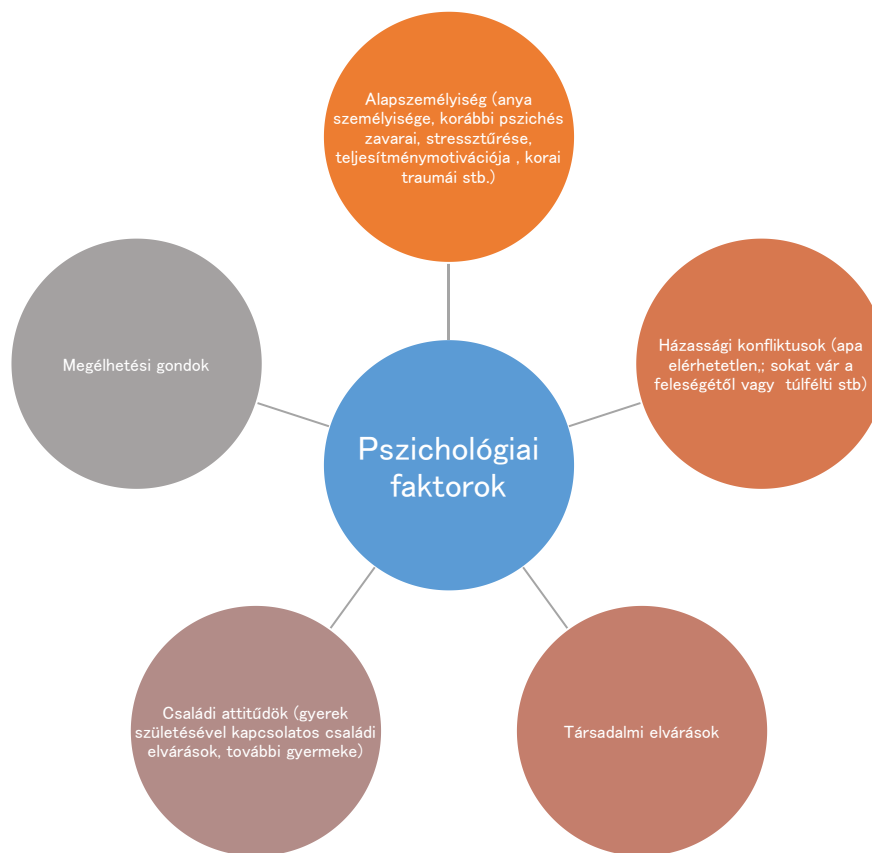 Alapszemélyiség (anya
személyisége, korábbi pszichés
zavarai, stressztűrése,
teljesítménymotivációja , korai
traumái stb.)
Házassági konfliktusok (apa
elérhetetlen,; sokat vár a
feleségétől vagy túlfélti stb)
Megélhetési gondok
Pszichológiai
faktorok
Családi attitűdök (gyerek
születésével kapcsolatos családi
elvárások, további gyermeke)
Társadalmi elvárások